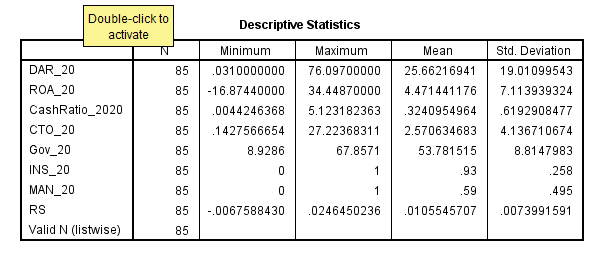 Double-click to
activate
Descriptive Statistics
N Minimum Maximum Mean Std. Deviation
DAR_20 85 .0310000000 76.09700000 25.66216941 19.01099543
ROA_20 85 -16.87440000 34.44870000 4.471441176 7.113939324
CashRatio_2020 85 .0044246368 5.123182363 .3240954964 .6192908477
CTO_20 85 .1427566654 27.22368311 2.570634683 4.136710674
Gov_20 85 8.9286 67.8571 53.781515 8.8147983
INS_20 85 0 1 .93 .258
MAN_20 85 0 1 .59 .495
RS 85 -.0067588430 .0246450236 .0105545707 .0073991591
Valid N (listwise) 85